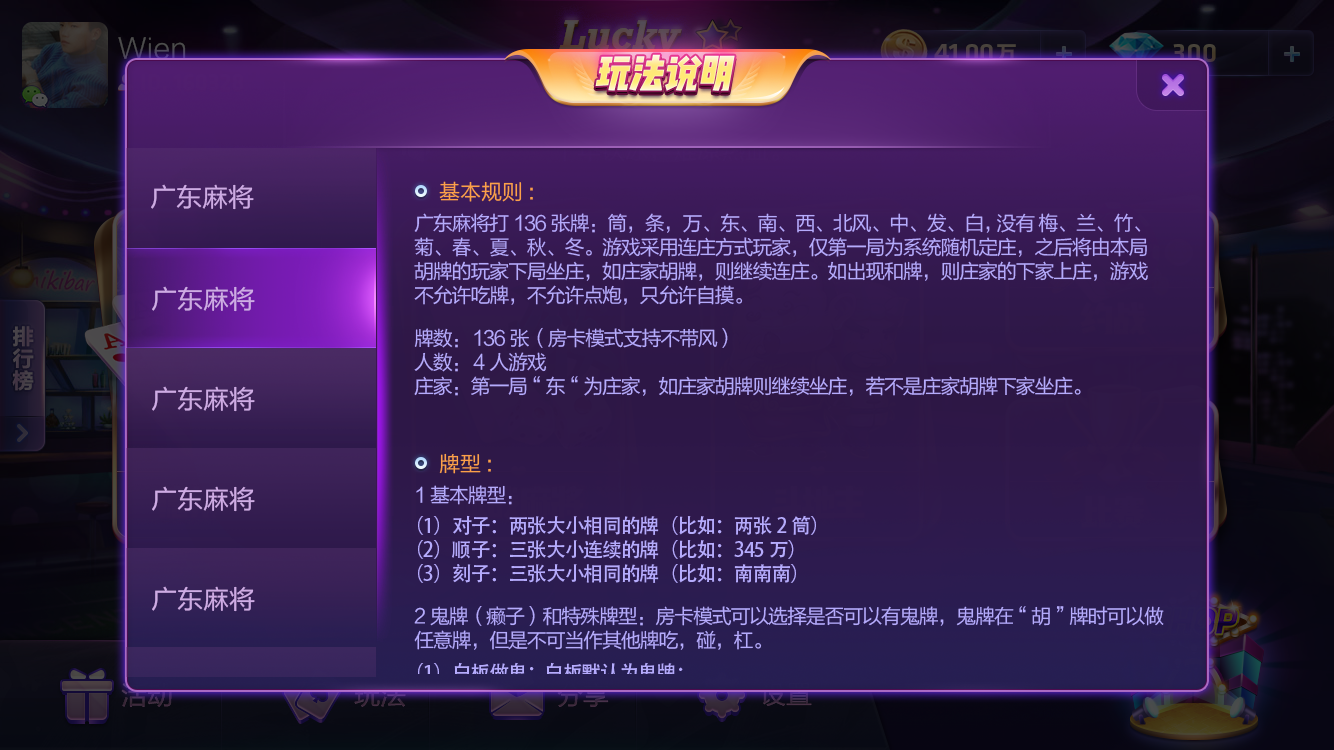 Wien
Lucky
4100万
300
玩法说明
广东麻将
广东麻将
广东麻将
广东麻将
广东麻将
基本规则：
广东麻将打 136 张牌：筒，条，万、东、南、西、北风、中、发、白，没有 梅、兰、竹、
菊、春、夏、秋、冬。游戏采用连庄方式玩家，仅第一局为系统随机定庄，之后将由本局
胡牌的玩家下局坐庄，如庄家胡牌，则继续连庄。如出现和牌，则庄家的下家上庄，游戏
不允许吃牌，不允许点炮，只允许自摸。
牌数：136 张（房卡模式支持不带风）
人数：4 人游戏
庄家：第一局“ 东 “ 为庄家，如庄家胡牌则继续坐庄，若不是庄家胡牌下家坐庄。
牌型：
1 基本牌型：
（1）对子：两张大小相同的牌（比如：两张 2 筒）
（2）顺子：三张大小连续的牌（比如：345 万）
（3）刻子：三张大小相同的牌（比如：南南南）
2 鬼牌（癞子）和特殊牌型：房卡模式可以选择是否可以有鬼牌，鬼牌在“ 胡 ”牌时可以做
任意牌，但是不可当作其他牌吃，碰，杠。
（1）白板做鬼：白板默认为鬼牌；
排行榜
A
活动
玩法
分享
设置